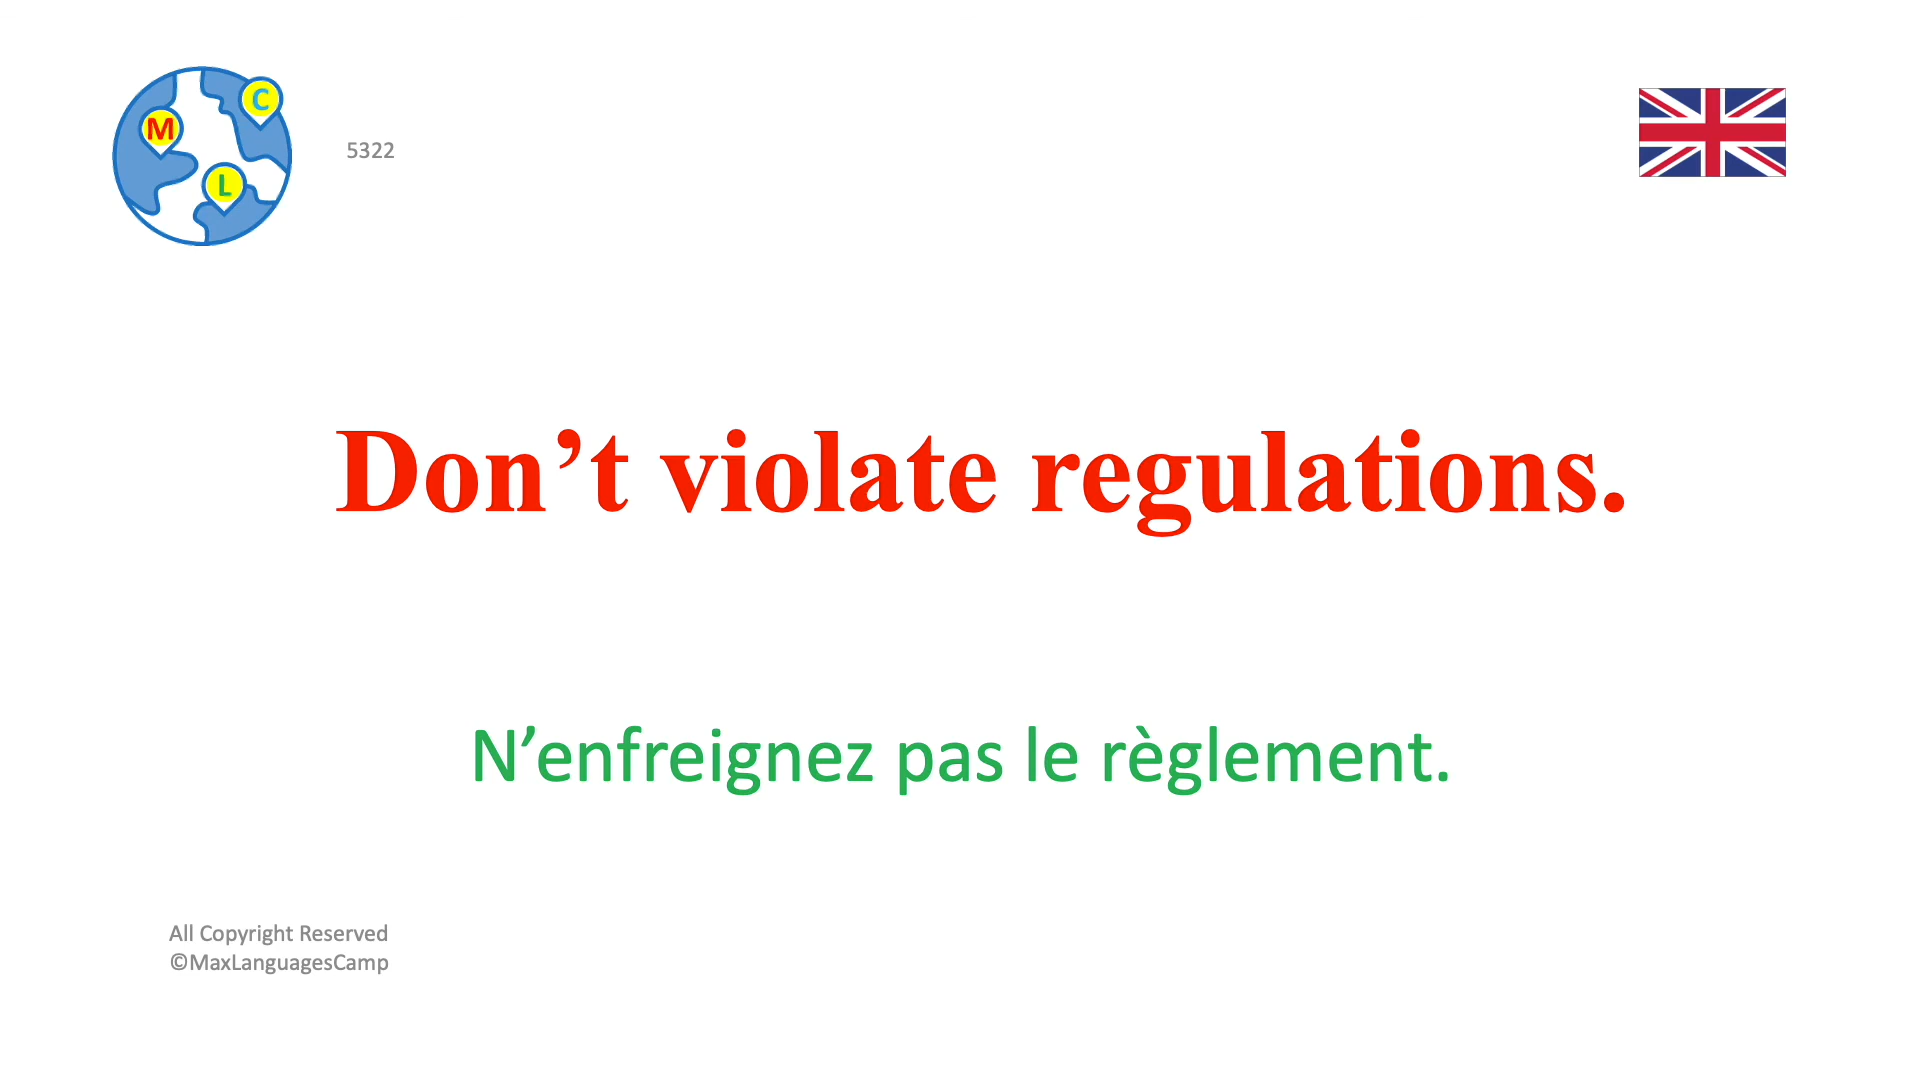 C
M
5322
L
Don’t violate regulations.
N’enfreignez pas le règlement.
All Copyright Reserved
©MaxLanguagesCamp